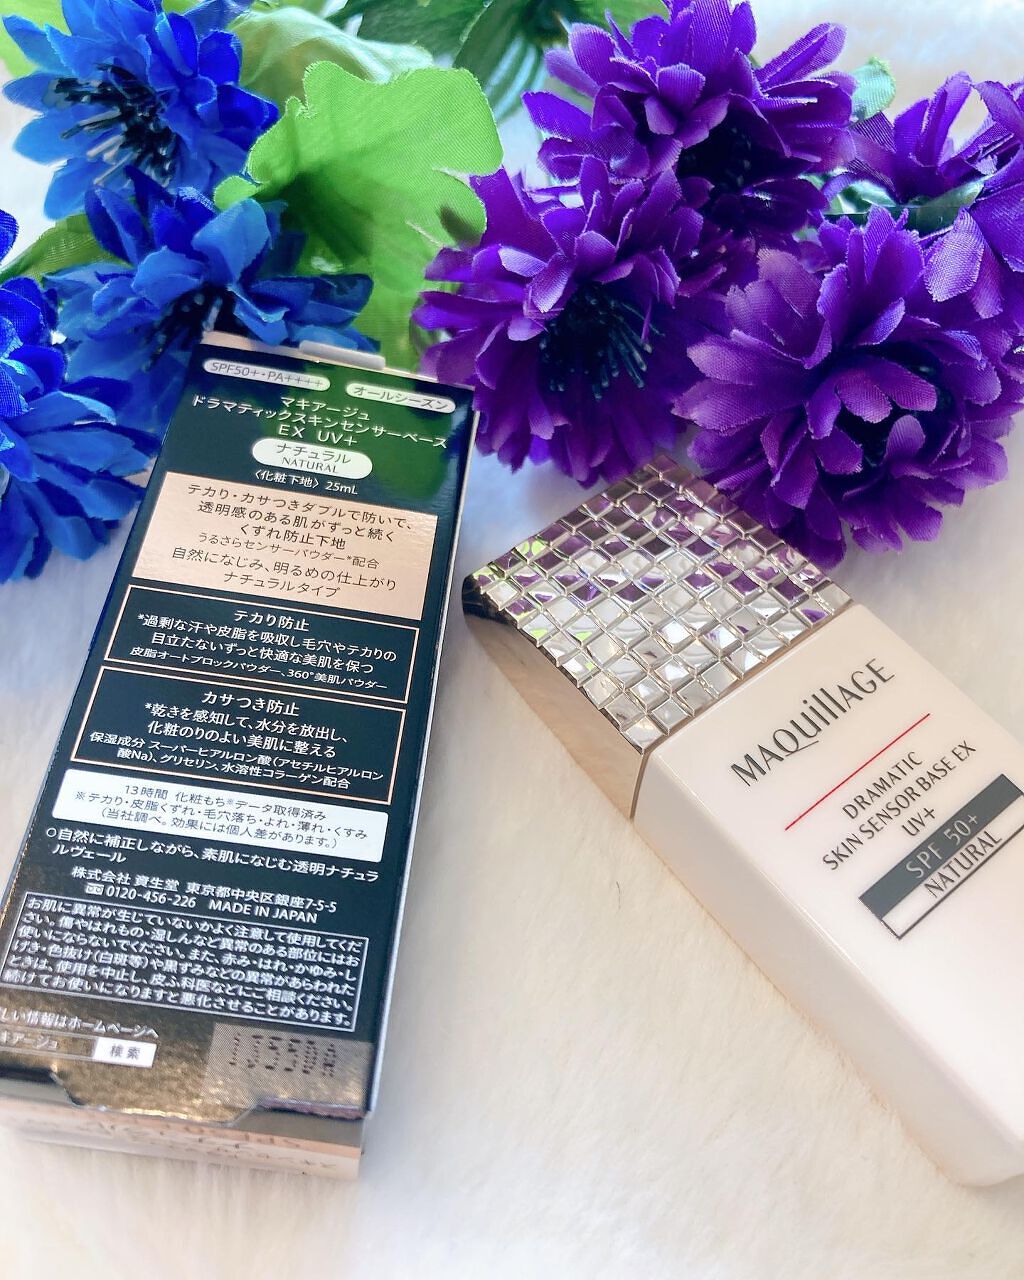 SPF50+・PA++++
オールシーズン
マキアージュ
ドラマティックスキンセンサーベース
EX UV+
ナチュラル
NATURAL
〈化粧下地〉 25mL
テカリ・カサつきダブルで防いで、
透明感のある肌がずっと続く
くずれ防止下地
うるさらセンサーパウダー*配合
自然になじみ、明るめの仕上がり
ナチュラルタイプ
テカリ防止
*過剰な汗や皮脂を吸収し毛穴やテカリの
目立たないずっと快適な美肌を保つ
皮脂オートブロックパウダー、360°美肌パウダー
カサつき防止
*乾きを感知して、水分を放出し、
化粧のりのよい美肌に整える
保湿成分 スーパーヒアルロン酸(アセチルヒアルロン
酸Na)、グリセリン、水溶性コラーゲン配合
13時間 化粧もち※データ取得済み
※テカリ・皮脂くずれ・毛穴落ち・よれ・薄れ・くすみ
(当社調べ。効果には個人差があります。)
○自然に補正しながら、素肌になじむ透明ナチュラ
ルヴェール
株式会社 資生堂 東京都中央区銀座7-5-5
0120-456-226 MADE IN JAPAN
お肌に異常が生じていないかよく注意して使用してくだ
さい。傷やはれもの・湿しんなど異常のある部位にはお
使いにならないでください。また、赤み・はれ・かゆみ・し
げき・色抜け(白斑等)や黒ずみなどの異常があらわれた
ときは、使用を中止し、皮ふ科医などにご相談ください。
続けてお使いになりますと悪化させることがあります。
しい情報はホームページへ
キアージュ 検索
MAQuillAGE
DRAMATIC
SKIN SENSOR BASE EX
UV+
SPF 50+
NATURAL